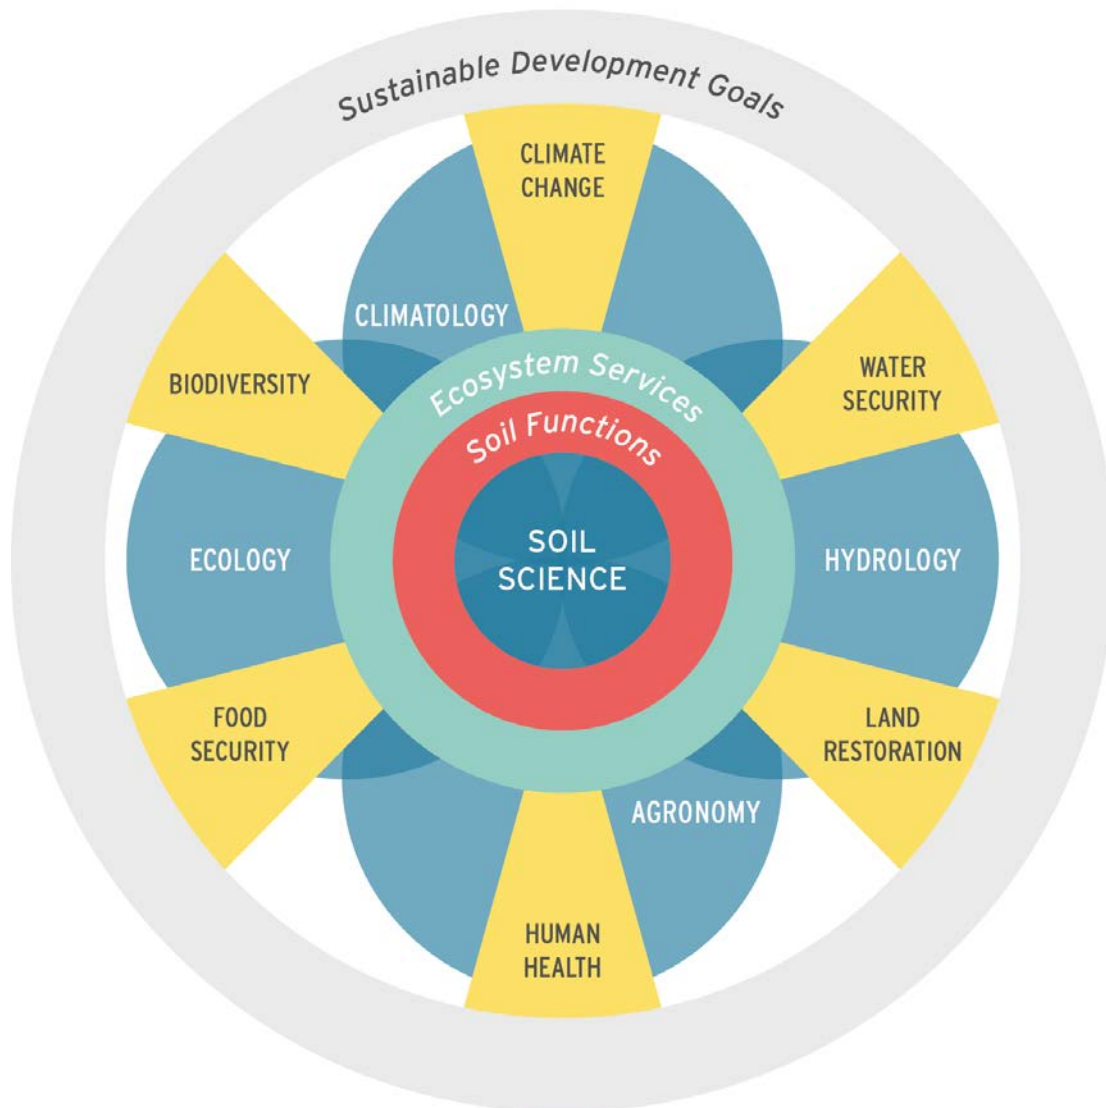 Sustainable Development Goals
CLIMATE
CHANGE
CLIMATOLOGY
BIODIVERSITY
WATER
SECURITY
Ecosystem Services
Soil Functions
SOIL
SCIENCE
ECOLOGY
HYDROLOGY
FOOD
SECURITY
LAND
RESTORATION
AGRONOMY
HUMAN
HEALTH